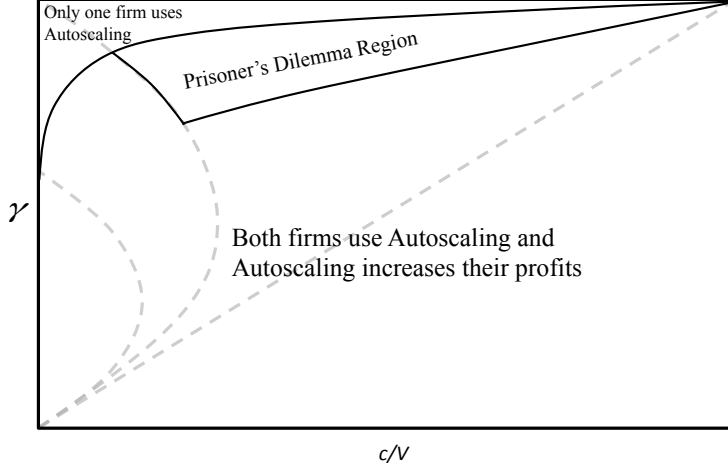 Only one firm uses
Autoscaling
Prisoner's Dilemma Region
γ
Both firms use Autoscaling and
Autoscaling increases their profits
c/V